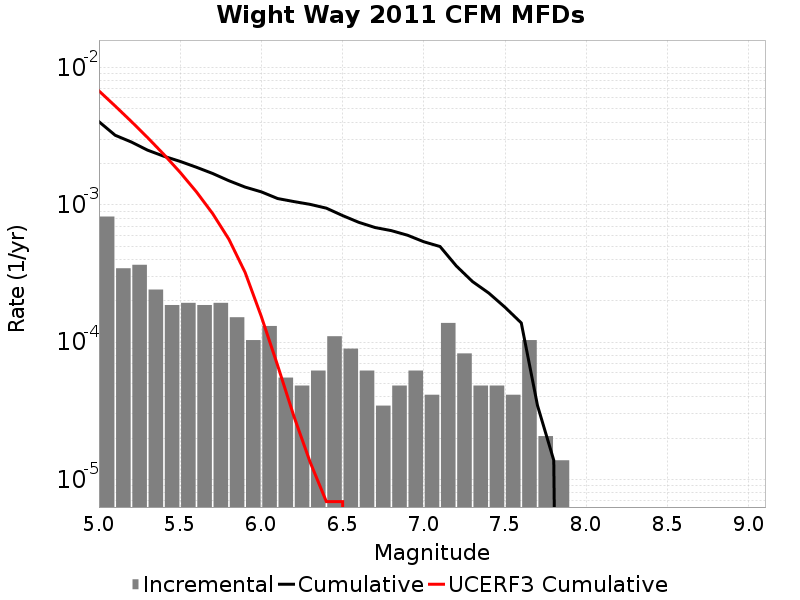 Wight Way 2011 CFM MFDs
10-2
10-3
10-4
10-5
Rate (1/yr)
5.0 5.5 6.0 6.5 7.0 7.5 8.0 8.5 9.0
Magnitude
Incremental Cumulative UCERF3 Cumulative